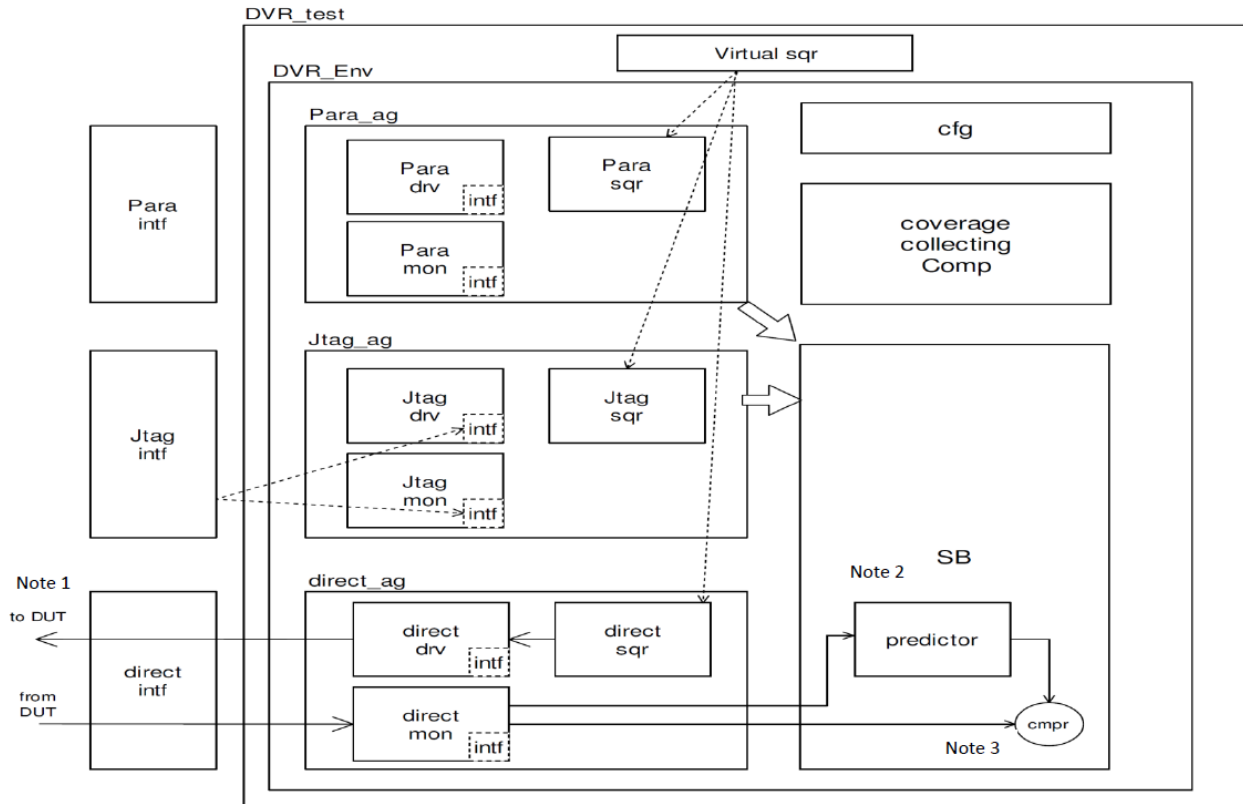 DVR_test
Virtual sqr
DVR_Env
Para_ag
Para
intf
Para
drv
intf
Para
sqr
Para
mon
intf
cfg
coverage
collecting
Comp
Jtag_ag
Jtag
intf
Jtag
drv
intf
Jtag
sqr
Jtag
mon
intf
SB
Note 1
to DUT
from
DUT
direct
intf
direct_ag
direct
drv
intf
direct
sqr
direct
mon
intf
Note 2
predictor
cmpr
Note 3